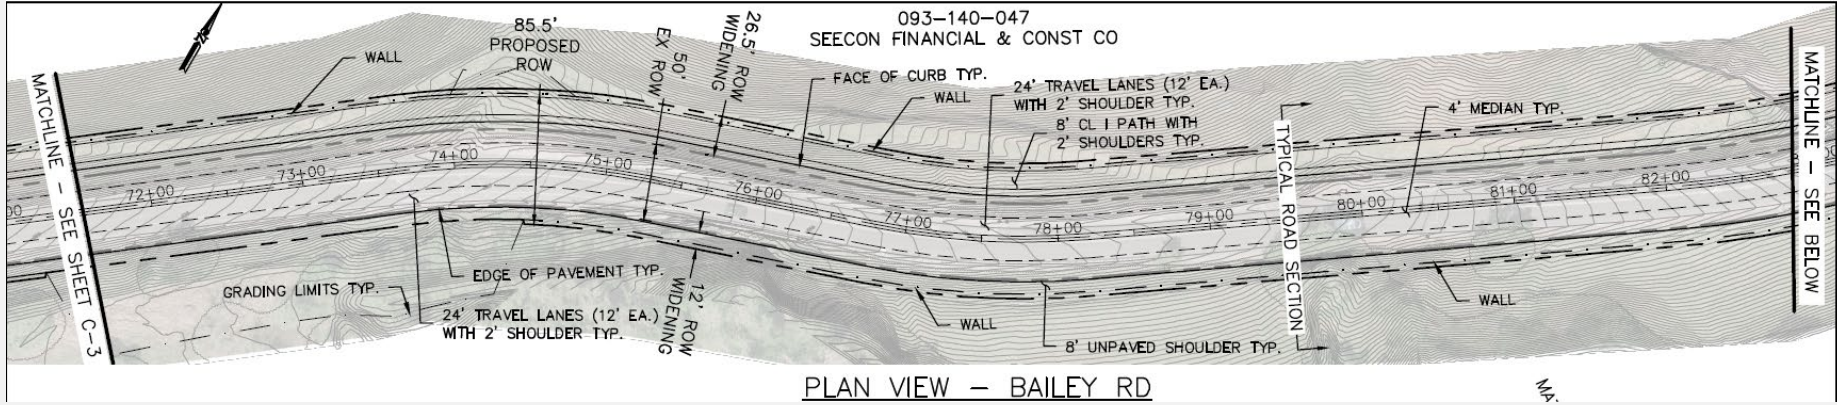 093-140-047
SEECON FINANCIAL & CONST CO
85.5'
PROPOSED
ROW
WALL
EX 50'
ROW
26.5' ROW
WIDENING
FACE OF CURB TYP.
WALL
24' TRAVEL LANES (12' EA.)
WITH 2' SHOULDER TYP.
8' CL I PATH WITH
2' SHOULDERS TYP.
4' MEDIAN TYP.
MATCHLINE - SEE SHEET C-3
72+00
73+00
74+00
75+00
76+00
77+00
78+00
79+00
80+00
81+00
82+00
TYPICAL ROAD SECTION
MATCHLINE - SEE BELOW
EDGE OF PAVEMENT TYP.
GRADING LIMITS TYP.
24' TRAVEL LANES (12' EA.)
WITH 2' SHOULDER TYP.
12' ROW
WIDENING
WALL
8' UNPAVED SHOULDER TYP.
WALL
PLAN VIEW - BAILEY RD